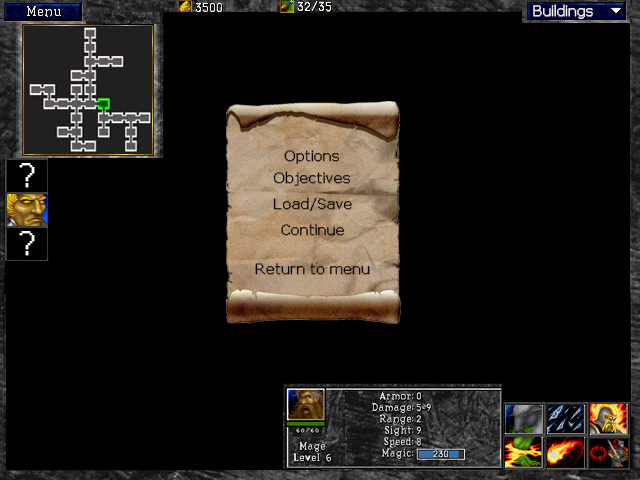 Menu
3500
32/35
Buildings
?
?
Options
Objectives
Load/Save
Continue
Return to menu
Armor: 0
Damage: 5-9
Range: 2
Sight: 9
Speed: 8
Magic: 230
60/60
Mage
Level 6